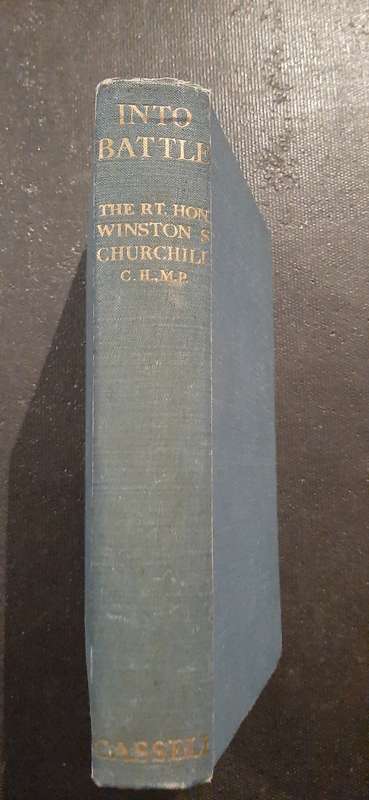 INTO
BATTLE
THE RT. HON.
WINSTON S
CHURCHILL
C. H., M.P.
CASSELL